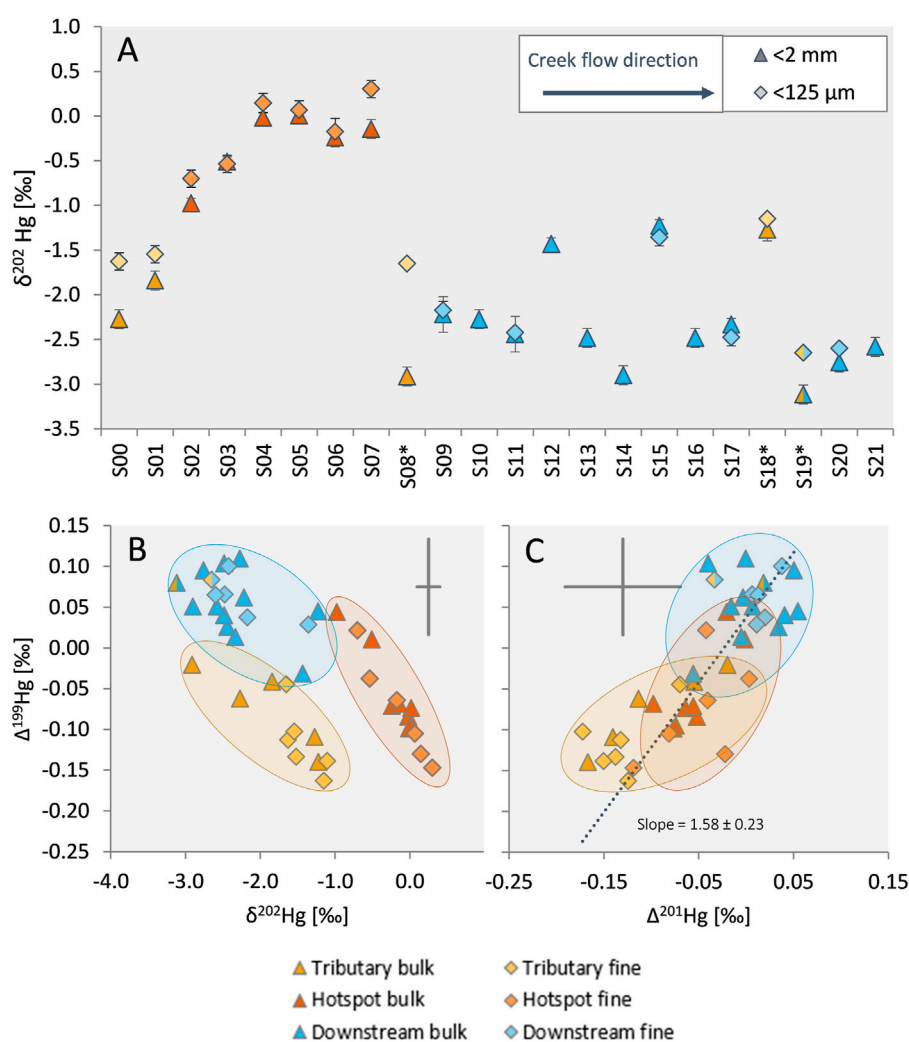 A
Creek flow direction
<2 mm
<125 µm
1.0
0.5
0.0
-0.5
-1.0
-1.5
-2.0
-2.5
-3.0
-3.5
δ²⁰² Hg [‰]
S00 S01 S02 S03 S04 S05 S06 S07 S08* S09 S10 S11 S12 S13 S14 S15 S16 S17 S18* S19* S20 S21
B
0.15
0.10
0.05
0.00
-0.05
-0.10
-0.15
-0.25
Δ¹⁹⁹Hg [‰]
-4.0 -3.0 -2.0 -1.0 0.0
δ²⁰²Hg [‰]
C
Slope = 1.58 ± 0.23
-0.25 -0.15 -0.05 0.05 0.15
Δ²⁰¹Hg [‰]
Tributary bulk Tributary fine
Hotspot bulk Hotspot fine
Downstream bulk Downstream fine